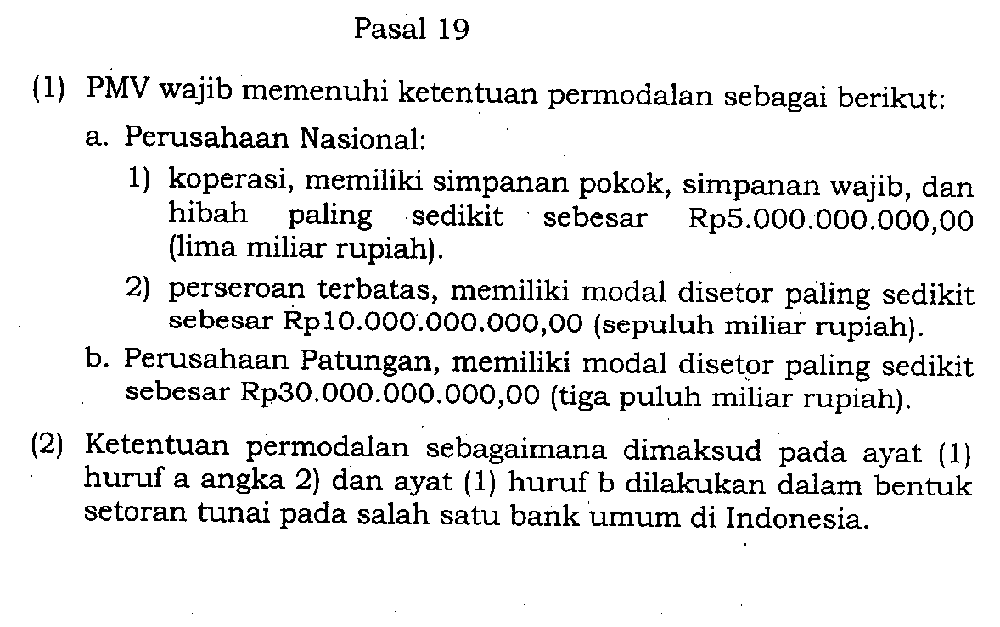 Pasal 19
(1) PMV wajib memenuhi ketentuan permodalan sebagai berikut:
a. Perusahaan Nasional:
1) koperasi, memiliki simpanan pokok, simpanan wajib, dan
hibah paling sedikit sebesar Rp5.000.000.000,00
(lima miliar rupiah).
2) perseroan terbatas, memiliki modal disetor paling sedikit
sebesar Rp10.000.000.000,00 (sepuluh miliar rupiah).
b. Perusahaan Patungan, memiliki modal disetor paling sedikit
sebesar Rp30.000.000.000,00 (tiga puluh miliar rupiah).
(2) Ketentuan permodalan sebagaimana dimaksud pada ayat (1)
huruf a angka 2) dan ayat (1) huruf b dilakukan dalam bentuk
setoran tunai pada salah satu bank umum di Indonesia.